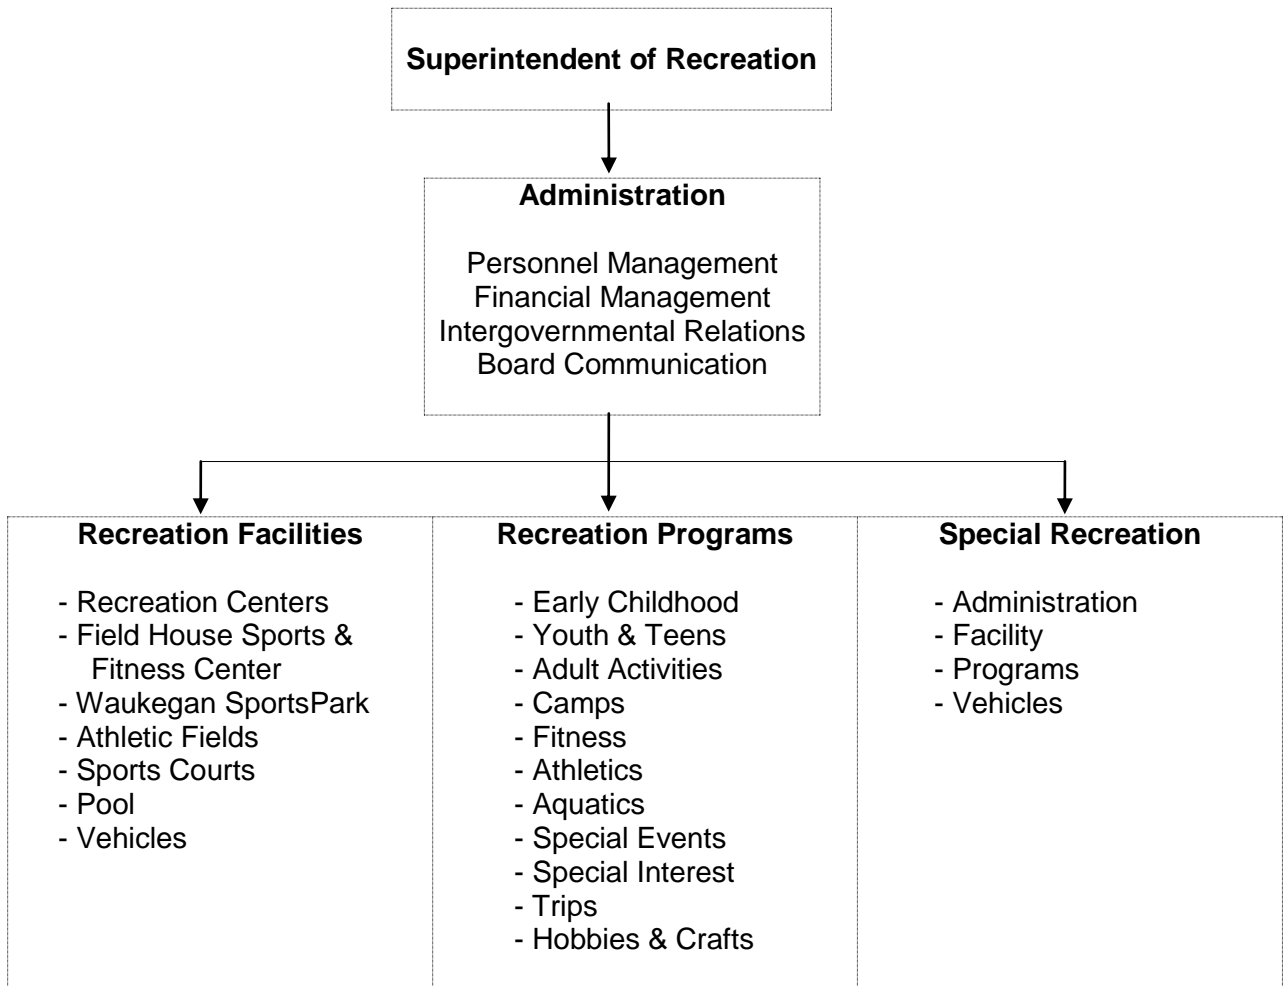 Superintendent of Recreation
Administration
Personnel Management
Financial Management
Intergovernmental Relations
Board Communication
Recreation Facilities
- Recreation Centers
- Field House Sports &
Fitness Center
- Waukegan SportsPark
- Athletic Fields
- Sports Courts
- Pool
- Vehicles
Recreation Programs
- Early Childhood
- Youth & Teens
- Adult Activities
- Camps
- Fitness
- Athletics
- Aquatics
- Special Events
- Special Interest
- Trips
- Hobbies & Crafts
Special Recreation
- Administration
- Facility
- Programs
- Vehicles